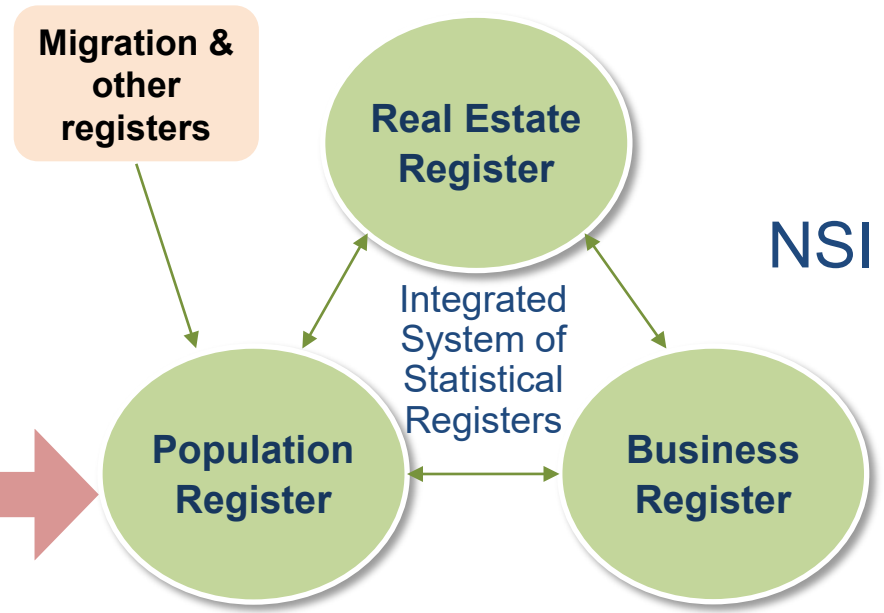 Migration &
other
registers
Real Estate
Register
NSI
Integrated
System of
Statistical
Registers
Population
Register
Business
Register